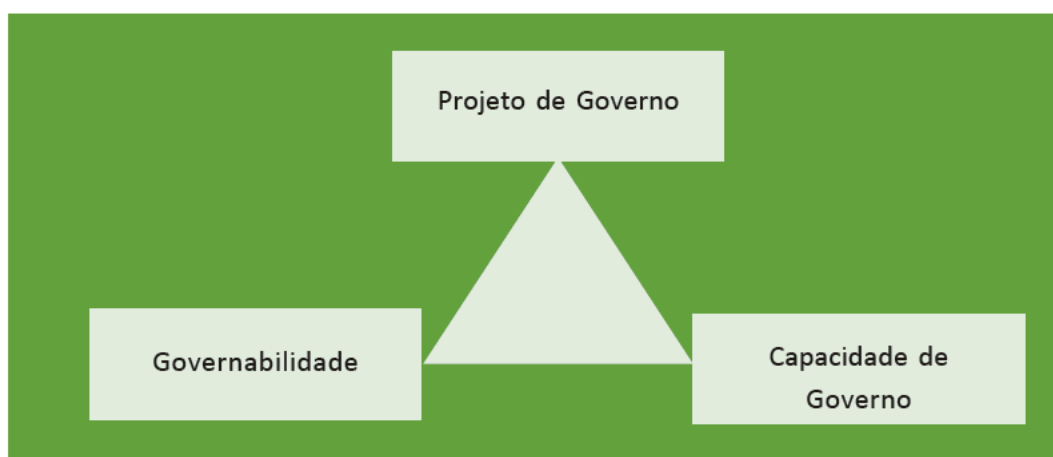 Projeto de Governo
Governabilidade
Capacidade de
Governo